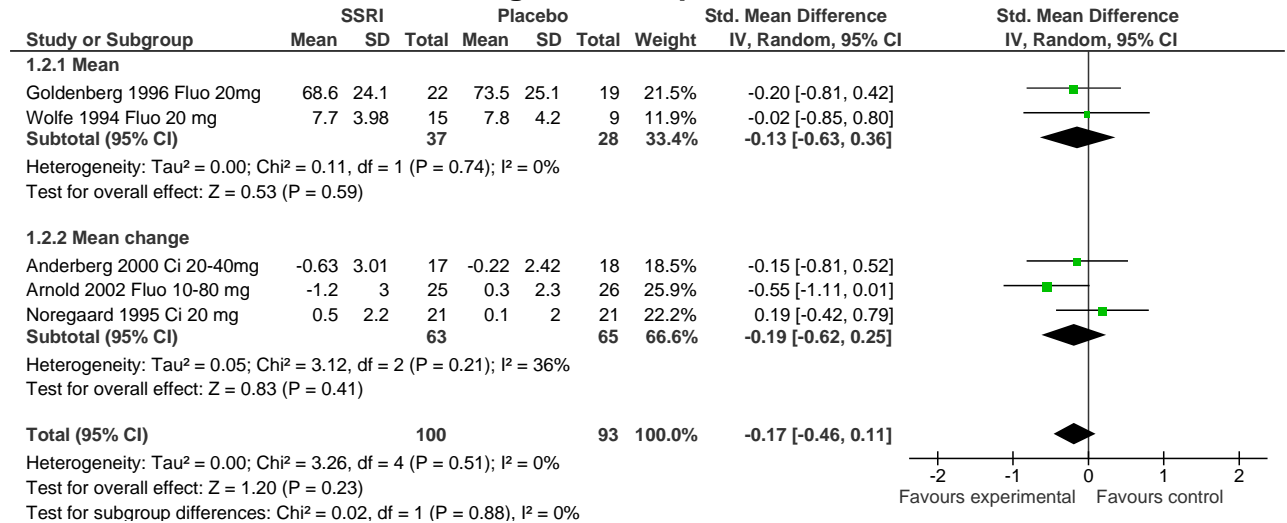 SSRI Placebo Std. Mean Difference Std. Mean Difference
Study or Subgroup Mean SD Total Mean SD Total Weight IV, Random, 95% CI IV, Random, 95% CI
1.2.1 Mean
Goldenberg 1996 Fluo 20mg 68.6 24.1 22 73.5 25.1 19 21.5% -0.20 [-0.81, 0.42]
Wolfe 1994 Fluo 20 mg 7.7 3.98 15 7.8 4.2 9 11.9% -0.02 [-0.85, 0.80]
Subtotal (95% CI) 37 28 33.4% -0.13 [-0.63, 0.36]
Heterogeneity: Tau² = 0.00; Chi² = 0.11, df = 1 (P = 0.74); I² = 0%
Test for overall effect: Z = 0.53 (P = 0.59)
1.2.2 Mean change
Anderberg 2000 Ci 20-40mg -0.63 3.01 17 -0.22 2.42 18 18.5% -0.15 [-0.81, 0.52]
Arnold 2002 Fluo 10-80 mg -1.2 3 25 0.3 2.3 26 25.9% -0.55 [-1.11, 0.01]
Noregaard 1995 Ci 20 mg 0.5 2.2 21 0.1 2 21 22.2% 0.19 [-0.42, 0.79]
Subtotal (95% CI) 63 65 66.6% -0.19 [-0.62, 0.25]
Heterogeneity: Tau² = 0.05; Chi² = 3.12, df = 2 (P = 0.21); I² = 36%
Test for overall effect: Z = 0.83 (P = 0.41)
Total (95% CI) 100 93 100.0% -0.17 [-0.46, 0.11]
Heterogeneity: Tau² = 0.00; Chi² = 3.26, df = 4 (P = 0.51); I² = 0%
Test for overall effect: Z = 1.20 (P = 0.23)
Test for subgroup differences: Chi² = 0.02, df = 1 (P = 0.88), I² = 0%
-2 -1 0 1 2
Favours experimental Favours control